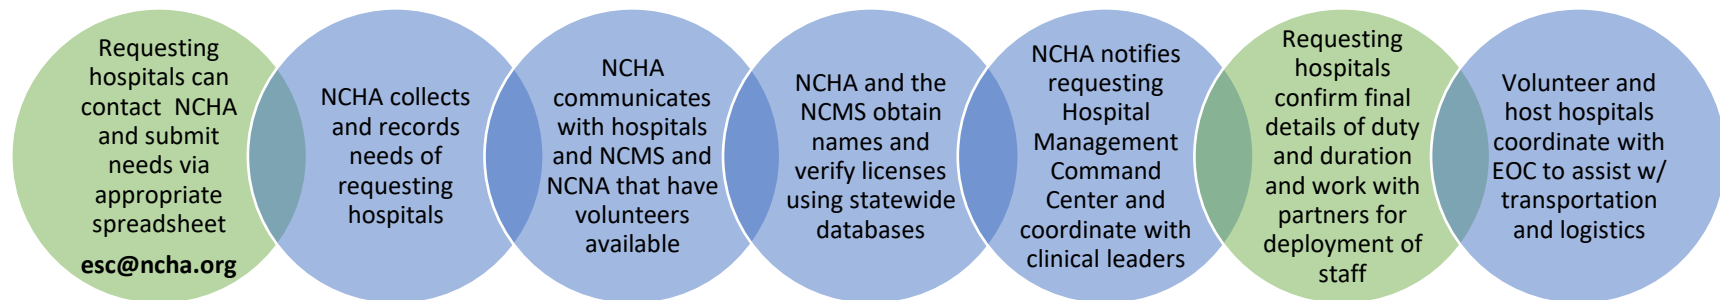 Requesting
hospitals can
contact NCHA
and submit
needs via
appropriate
spreadsheet
esc@ncha.org
NCHA collects
and records
needs of
requesting
hospitals
NCHA
communicates
with hospitals
and NCMS and
NCNA that have
volunteers
available
NCHA and the
NCMS obtain
names and
verify licenses
using statewide
databases
NCHA notifies
requesting
Hospital
Management
Command
Center and
coordinate with
clinical leaders
Requesting
hospitals
confirm final
details of duty
and duration
and work with
partners for
deployment of
staff
Volunteer and
host hospitals
coordinate with
EOC to assist w/
transportation
and logistics